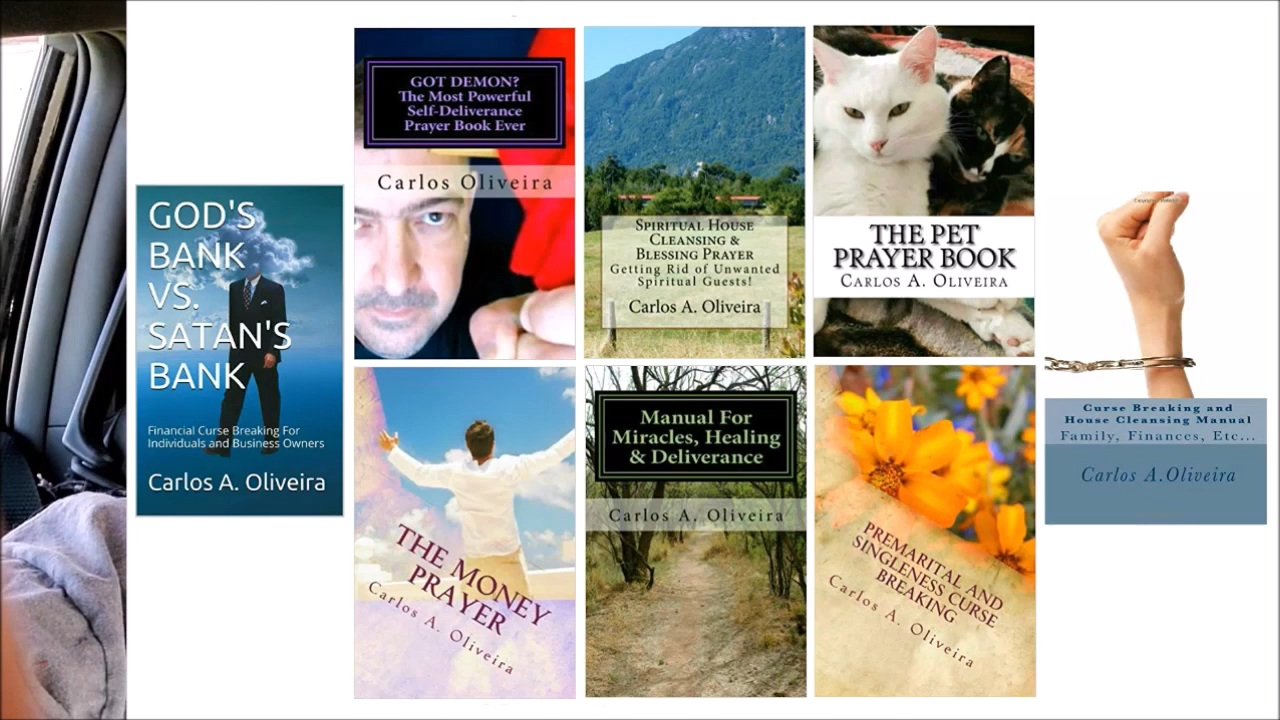 GOD'S
BANK
VS.
SATAN'S
BANK
Financial Curse Breaking For
Individuals and Business Owners
Carlos A. Oliveira
GOT DEMON?
The Most Powerful
Self-Deliverance
Prayer Book Ever
Carlos Oliveira
SPIRITUAL HOUSE
CLEANSING &
BLESSING PRAYER
Getting Rid of Unwanted
Spiritual Guests!
Carlos A. Oliveira
THE PET
PRAYER BOOK
CARLOS A. OLIVEIRA
THE MONEY
PRAYER
Carlos A. Oliveira
Manual For
Miracles, Healing
& Deliverance
Carlos A. Oliveira
PREMARITAL AND
SINGLENESS CURSE
BREAKING
Carlos A. Oliveira
Curse Breaking and
House Cleansing Manual
Family, Finances, Etc...
Carlos A.Oliveira